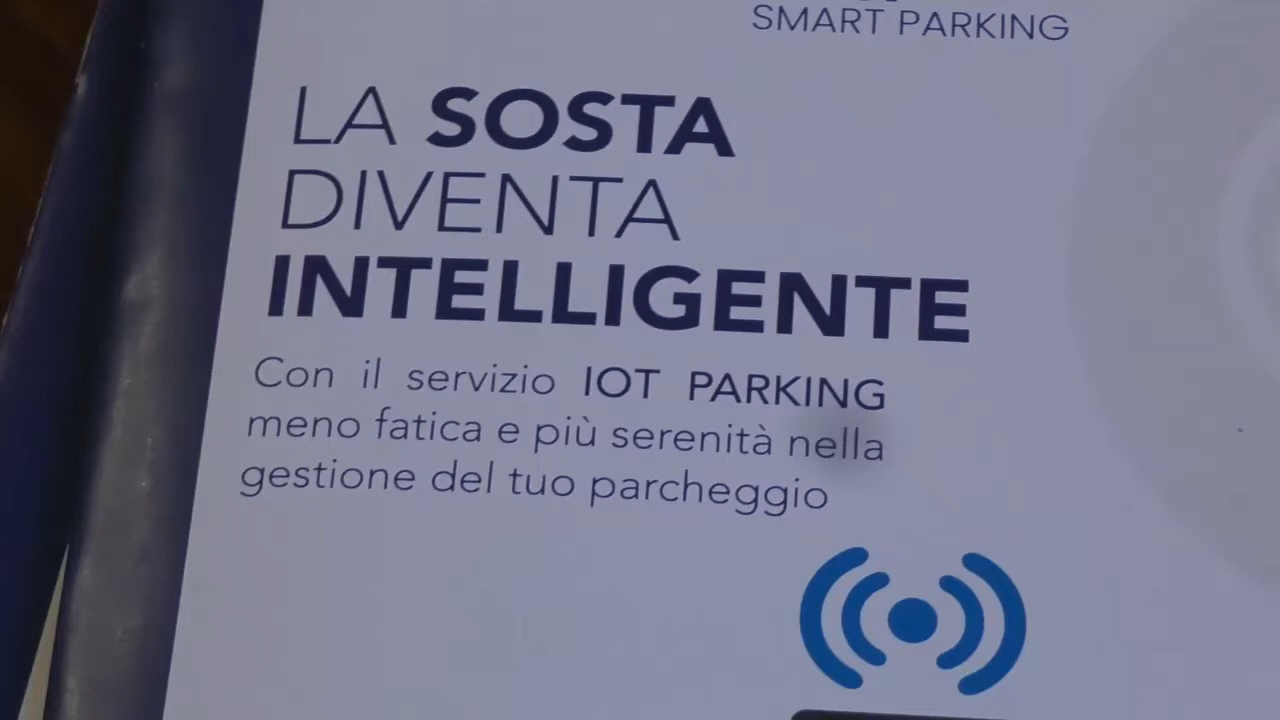 SMART PARKING
LA SOSTA
DIVENTA
INTELLIGENTE
Con il servizio IOT PARKING
meno fatica e più serenità nella
gestione del tuo parcheggio